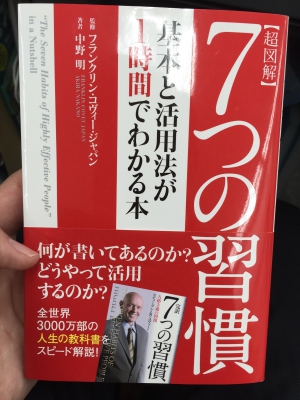 【超図解】
7つの習慣
基本と活用法が
1時間でわかる本
監修 フランクリン・コヴィー・ジャパン
FRANKLIN COVEY JAPAN
著者 中野 明
AKIRA NAKANO
"The Seven Habits of Highly Effective People"
in a Nutshell
何が書いてあるのか?
どうやって活用
するのか?
全世界
3000万部の
人生の教科書を
スピード解説!
7つの習慣